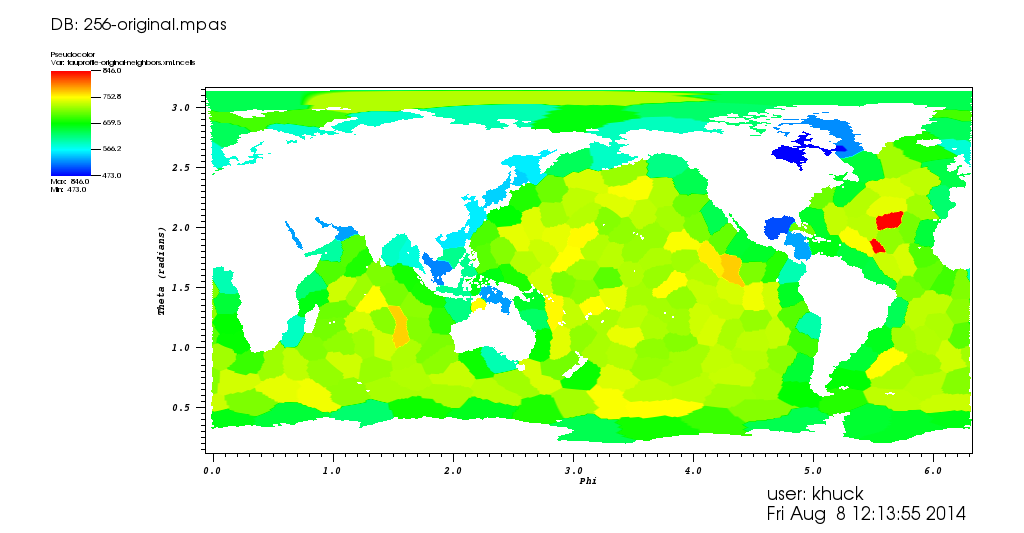 DB: 256-original.mpas
Pseudocolor
Var: tauprofile-original-neighbors.xml.ncells
846.0
752.8
659.5
566.2
473.0
Max: 846.0
Min: 473.0
3.0
2.5
2.0
1.5
1.0
0.5
Theta (radians)
0.0 1.0 2.0 3.0 4.0 5.0 6.0
Phi
user: khuck
Fri Aug 8 12:13:55 2014